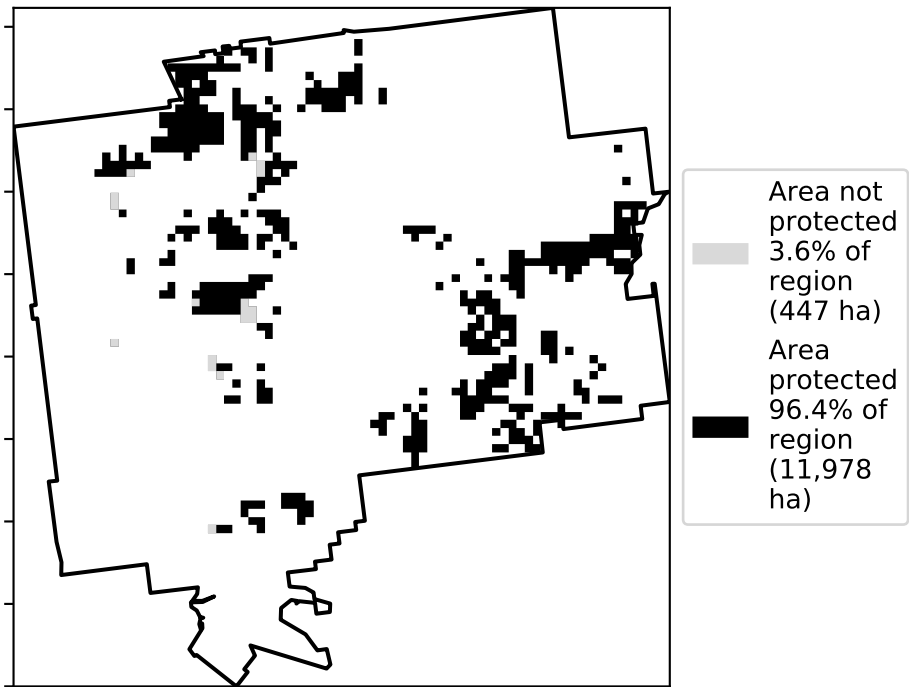 Area not
protected
3.6% of
region
(447 ha)
Area
protected
96.4% of
region
(11,978
ha)